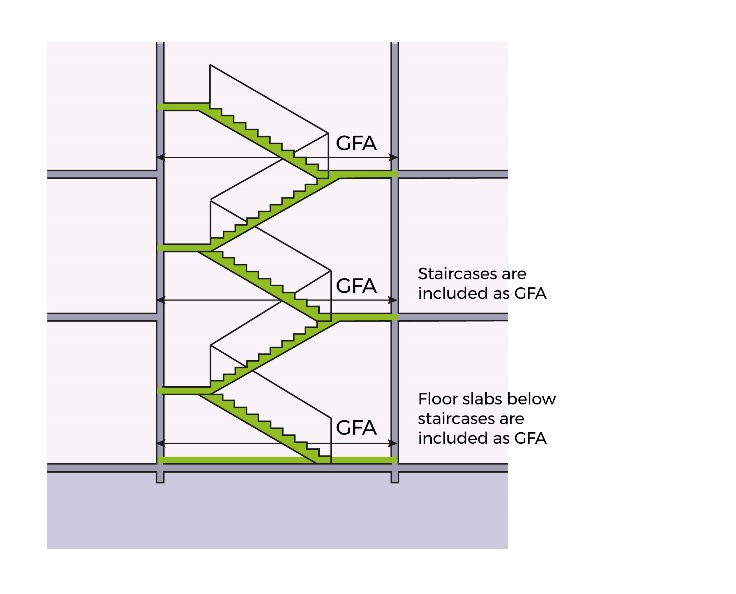 GFA
GFA
Staircases are
included as GFA
GFA
Floor slabs below
staircases are
included as GFA